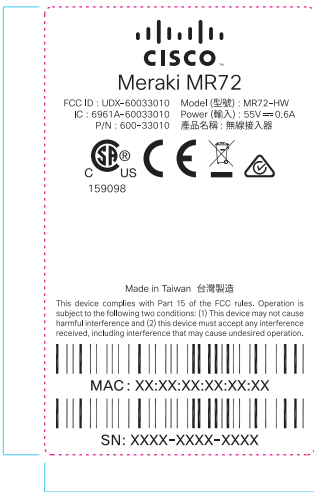 CISCO
Meraki MR72
FCC ID : UDX-60033010 Model (型號) : MR72-HW
IC : 6961A-60033010 Power (輸入) : 55V⎓0.6A
P/N : 600-33010 產品名稱 : 無線接入器
C SA ® US CE
159098
Made in Taiwan 台灣製造
This device complies with Part 15 of the FCC rules. Operation is
subject to the following two conditions: (1) This device may not cause
harmful interference and (2) this device must accept any interference
received, including interference that may cause undesired operation.
MAC : XX:XX:XX:XX:XX:XX
SN: XXXX-XXXX-XXXX